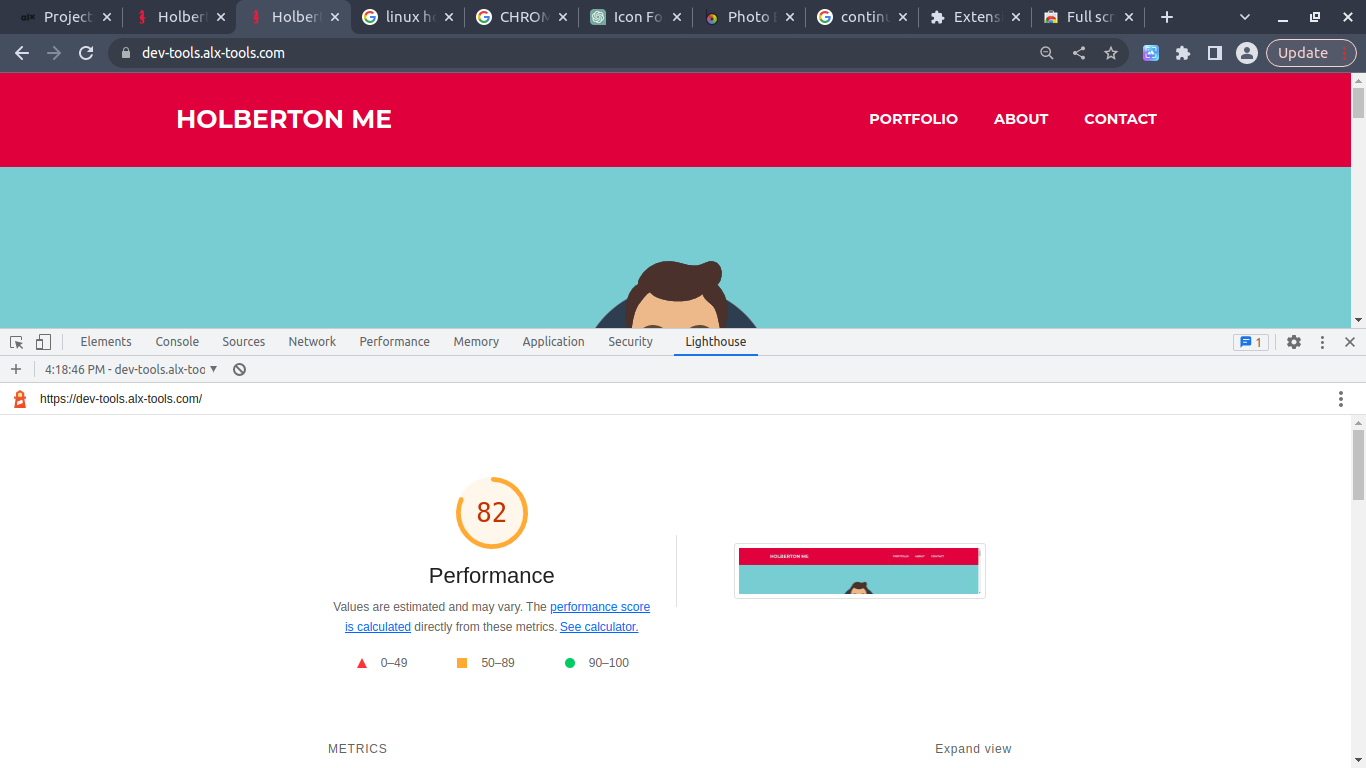 alx Project
Holber
Holbert
linux h
CHROM
Icon Fo
Photo E
continu
Extens
Full scr
dev-tools.alx-tools.com
Update
HOLBERTON ME
PORTFOLIO ABOUT CONTACT
Elements Console Sources Network Performance Memory Application Security Lighthouse 1
4:18:46 PM - dev-tools.alx-too
https://dev-tools.alx-tools.com/
82
Performance
Values are estimated and may vary. The performance score
is calculated directly from these metrics. See calculator.
0–49 50–89 90–100
HOLBERTON ME PORTFOLIO ABOUT CONTACT
METRICS Expand view